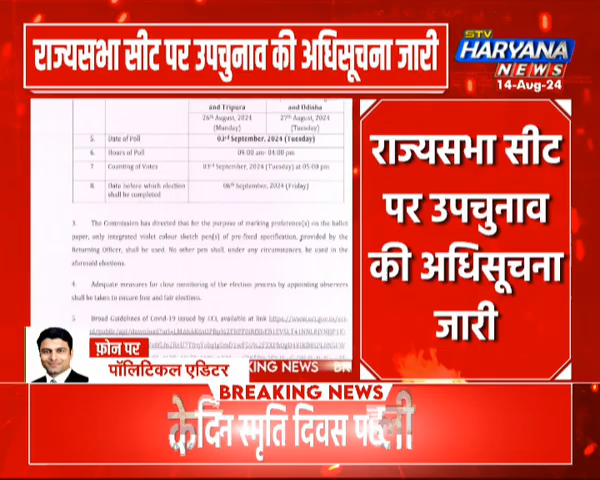 राज्यसभा सीट पर उपचुनाव की अधिसूचना जारी
STV
HARYANA
NEWS
14-Aug-24
and Tripura and Odisha
26th August, 2024 27th August, 2024
(Monday) (Tuesday)
5. Date of Poll 03rd September, 2024 (Tuesday)
6. Hours of Poll 09:00 am- 04:00 pm
7. Counting of Votes 03rd September, 2024 (Tuesday) at 05:00 pm
8. Date before which election 06th September, 2024 (Friday)
shall be completed
3. The Commission has directed that for the purpose of marking preference(s) on the ballot
paper, only integrated violet colour sketch pen(s) of pre-fixed specification, provided by the
Returning Officer, shall be used. No other pen shall, under any circumstances, be used in the
aforesaid elections.
4. Adequate measures for close monitoring of the election process by appointing observers
shall be taken to ensure free and fair elections.
5. Broad Guidelines of Covid-19 issued by ECI, available at link
राज्यसभा सीट
पर उपचुनाव
की अधिसूचना
जारी
फ़ोन पर
पॉलिटिकल एडिटर
KING NEWS
BREAKING NEWS
के दिन स्मृति दिवस पहली